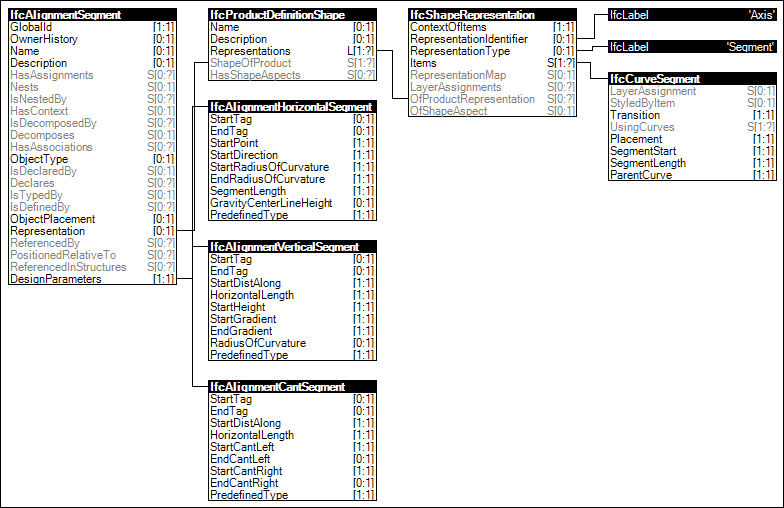 IfcAlignmentSegment
GlobalId [1:1]
OwnerHistory [0:1]
Name [0:1]
Description [0:1]
HasAssignments S[0:?]
Nests S[0:1]
IsNestedBy S[0:?]
HasContext S[0:1]
IsDecomposedBy S[0:?]
Decomposes S[0:1]
HasAssociations S[0:?]
ObjectType [0:1]
IsDeclaredBy S[0:1]
Declares S[0:?]
IsTypedBy S[0:1]
IsDefinedBy S[0:?]
ObjectPlacement [0:1]
Representation [0:1]
ReferencedBy S[0:?]
PositionedRelativeTo S[0:?]
ReferencedInStructures S[0:?]
DesignParameters [1:1]
IfcProductDefinitionShape
Name [0:1]
Description [0:1]
Representations L[1:?]
ShapeOfProduct S[1:?]
HasShapeAspects S[0:?]
IfcAlignmentHorizontalSegment
StartTag [0:1]
EndTag [0:1]
StartPoint [1:1]
StartDirection [1:1]
StartRadiusOfCurvature [1:1]
EndRadiusOfCurvature [1:1]
SegmentLength [1:1]
GravityCenterLineHeight [0:1]
PredefinedType [1:1]
IfcAlignmentVerticalSegment
StartTag [0:1]
EndTag [0:1]
StartDistAlong [1:1]
HorizontalLength [1:1]
StartHeight [1:1]
StartGradient [1:1]
EndGradient [1:1]
RadiusOfCurvature [0:1]
PredefinedType [1:1]
IfcAlignmentCantSegment
StartTag [0:1]
EndTag [0:1]
StartDistAlong [1:1]
HorizontalLength [1:1]
StartCantLeft [1:1]
EndCantLeft [0:1]
StartCantRight [1:1]
EndCantRight [0:1]
PredefinedType [1:1]
IfcShapeRepresentation
ContextOfItems [1:1]
RepresentationIdentifier [0:1]
RepresentationType [0:1]
Items S[1:?]
RepresentationMap S[0:1]
LayerAssignments S[0:?]
OfProductRepresentation S[0:?]
OfShapeAspect S[0:1]
IfcLabel 'Axis'
IfcLabel 'Segment'
IfcCurveSegment
LayerAssignment S[0:1]
StyledByItem S[0:1]
Transition [1:1]
UsingCurves S[1:?]
Placement [1:1]
SegmentStart [1:1]
SegmentLength [1:1]
ParentCurve [1:1]